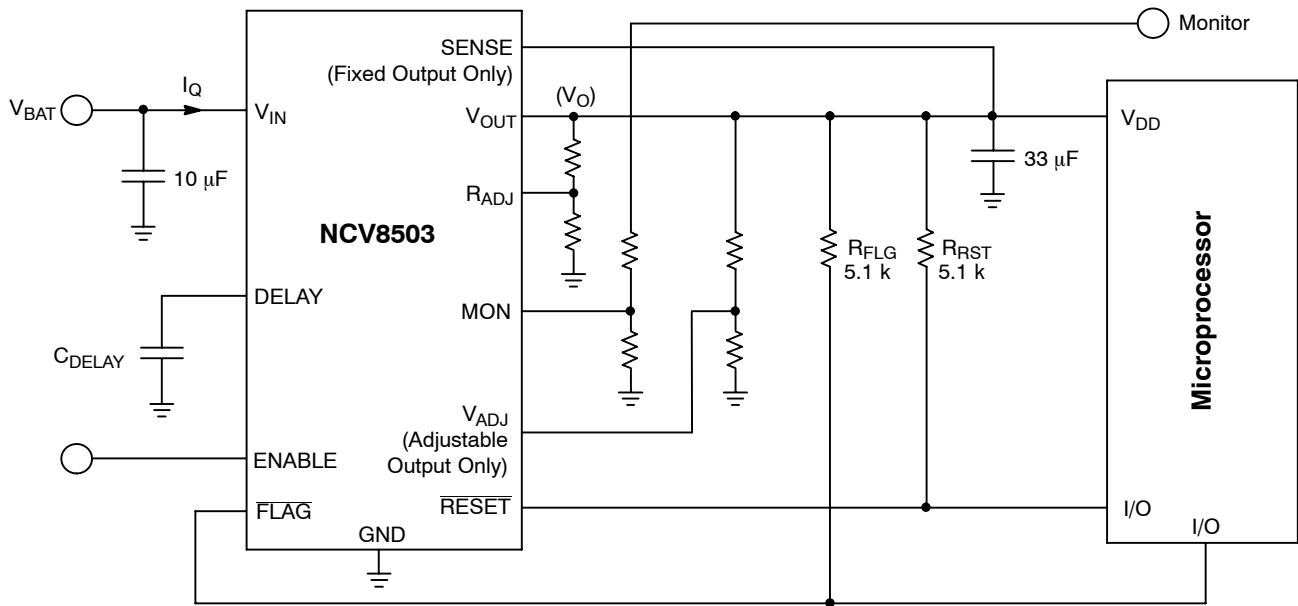 Monitor
SENSE
(Fixed Output Only)
V_BAT
I_Q
V_IN
(V_O)
V_OUT
V_DD
10 μF
33 μF
R_ADJ
NCV8503
R_FLG
5.1 k
R_RST
5.1 k
Microprocessor
DELAY
MON
C_DELAY
V_ADJ
(Adjustable
Output Only)
ENABLE
FLAG
RESET
I/O
I/O
GND